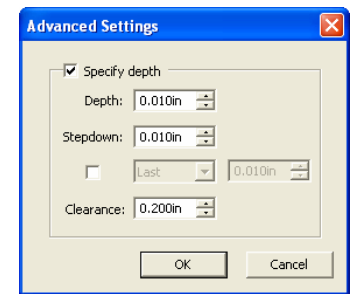 Advanced Settings
Specify depth
Depth: 0.010in
Stepdown: 0.010in
Last 0.010in
Clearance: 0.200in
OK Cancel